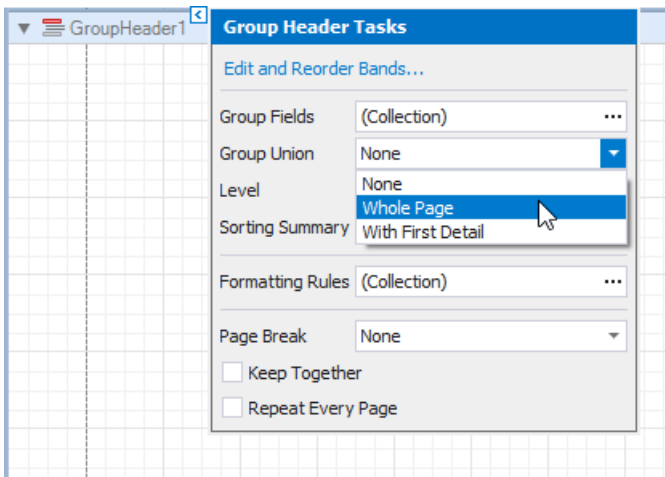 GroupHeader1
Group Header Tasks
Edit and Reorder Bands...
Group Fields (Collection) ...
Group Union None
Level None
Whole Page
Sorting Summary With First Detail
Formatting Rules (Collection) ...
Page Break None
Keep Together
Repeat Every Page